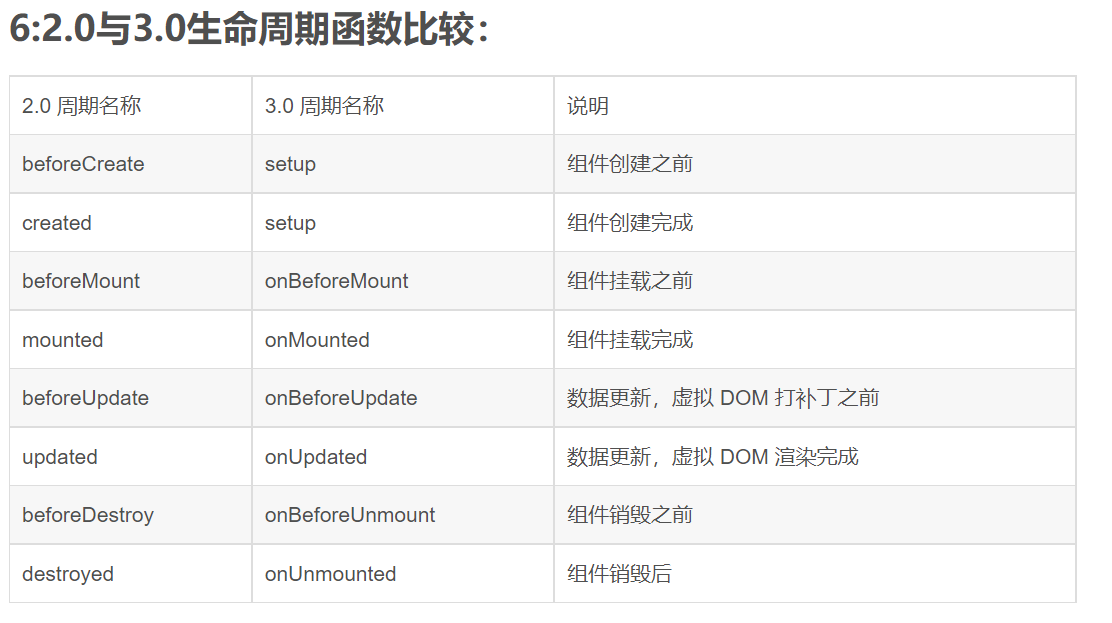 6:2.0与3.0生命周期函数比较：
2.0 周期名称 3.0 周期名称 说明
beforeCreate setup 组件创建之前
created setup 组件创建完成
beforeMount onBeforeMount 组件挂载之前
mounted onMounted 组件挂载完成
beforeUpdate onBeforeUpdate 数据更新，虚拟 DOM 打补丁之前
updated onUpdated 数据更新，虚拟 DOM 渲染完成
beforeDestroy onBeforeUnmount 组件销毁之前
destroyed onUnmounted 组件销毁后